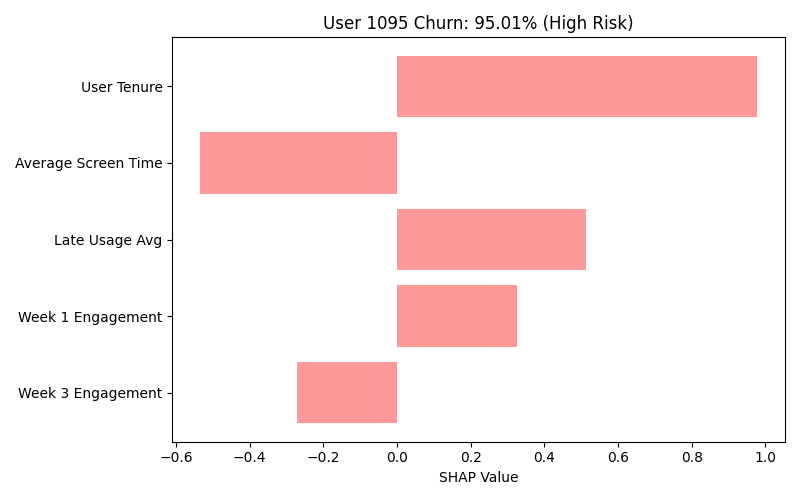 User 1095 Churn: 95.01% (High Risk)
User Tenure
Average Screen Time
Late Usage Avg
Week 1 Engagement
Week 3 Engagement
−0.6 −0.4 −0.2 0.0 0.2 0.4 0.6 0.8 1.0
SHAP Value